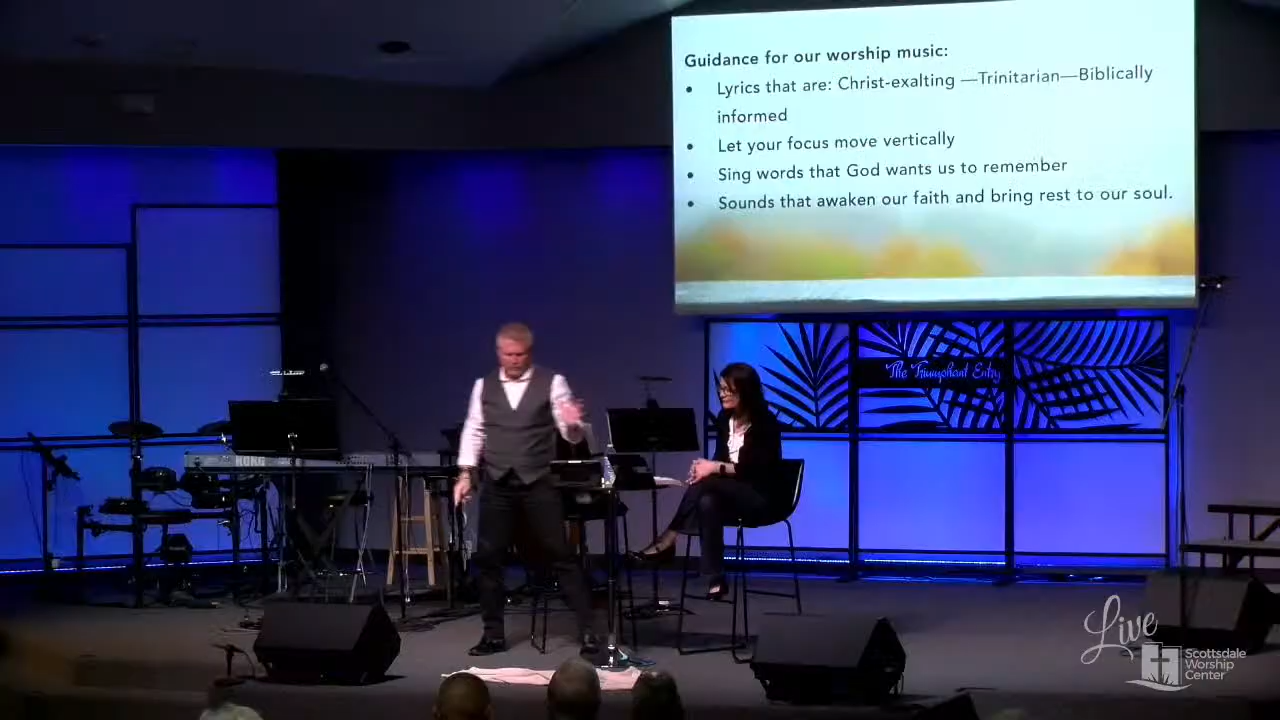 Guidance for our worship music:
• Lyrics that are: Christ-exalting —Trinitarian—Biblically
informed
• Let your focus move vertically
• Sing words that God wants us to remember
• Sounds that awaken our faith and bring rest to our soul.
The Triumphant Entry
KORG
Live
Scottsdale
Worship
Center